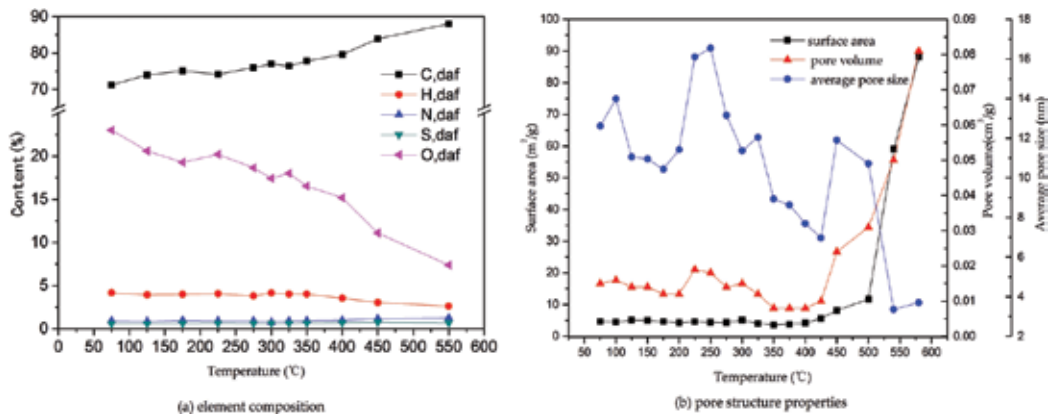 90
80
70
20
15
10
5
0
Content (%)
C,daf
H,daf
N,daf
S,daf
O,daf
0 50 100 150 200 250 300 350 400 450 500 550 600
Temperature (℃)
(a) element composition
100
90
80
70
60
50
40
30
20
10
0
Surface area (m²/g)
surface area
pore volume
average pore size
50 100 150 200 250 300 350 400 450 500 550 600
Temperature (℃)
0.09
0.08
0.07
0.06
0.05
0.04
0.03
0.02
0.01
0.00
Pore volume(cm³/g)
18
16
14
12
10
8
6
4
2
Average pore size (nm)
(b) pore structure properties